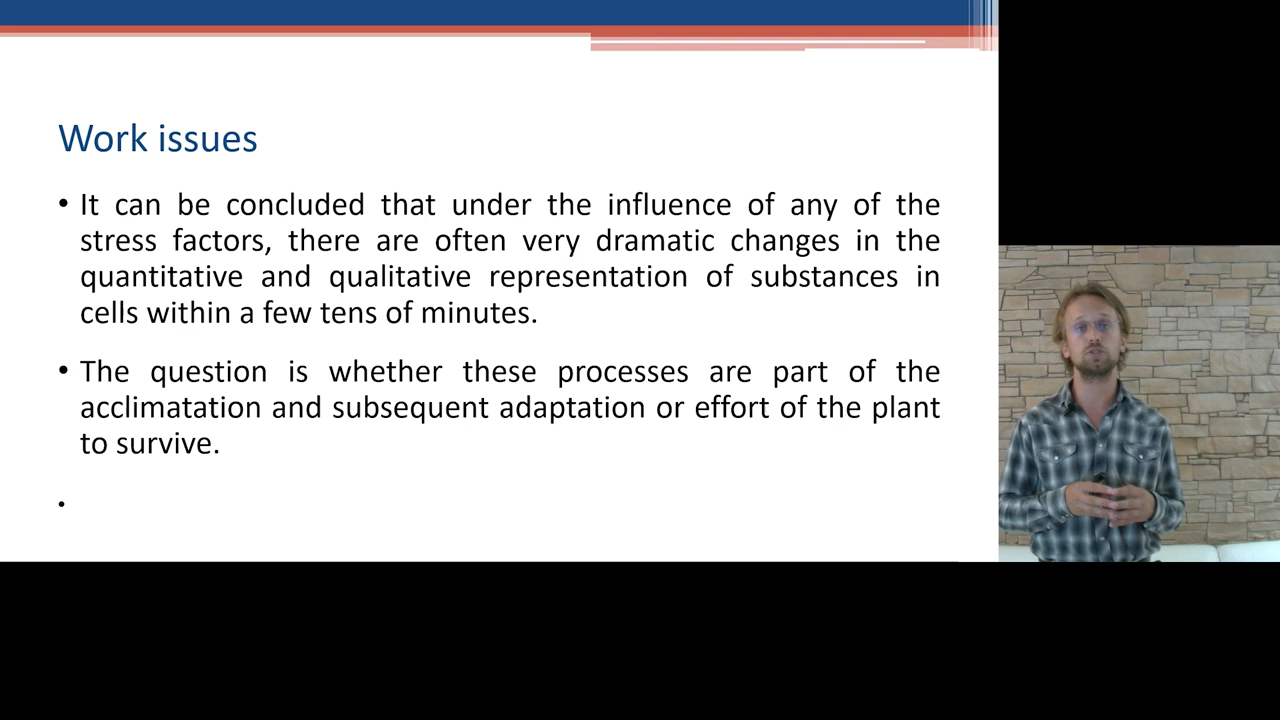 Work issues
• It can be concluded that under the influence of any of the
stress factors, there are often very dramatic changes in the
quantitative and qualitative representation of substances in
cells within a few tens of minutes.
• The question is whether these processes are part of the
acclimatation and subsequent adaptation or effort of the plant
to survive.
•